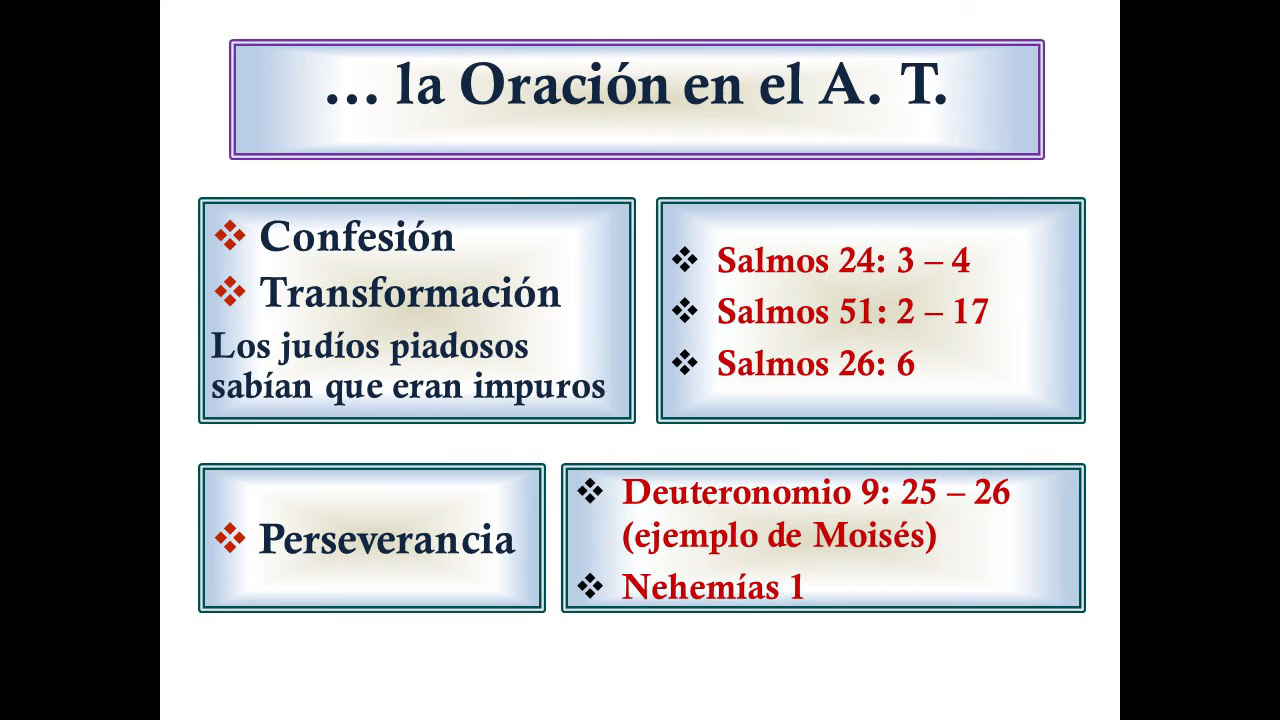 ... la Oración en el A. T.
❖ Confesión
❖ Transformación
Los judíos piadosos
sabían que eran impuros
❖ Salmos 24: 3 – 4
❖ Salmos 51: 2 – 17
❖ Salmos 26: 6
❖ Perseverancia
❖ Deuteronomio 9: 25 – 26
(ejemplo de Moisés)
❖ Nehemías 1